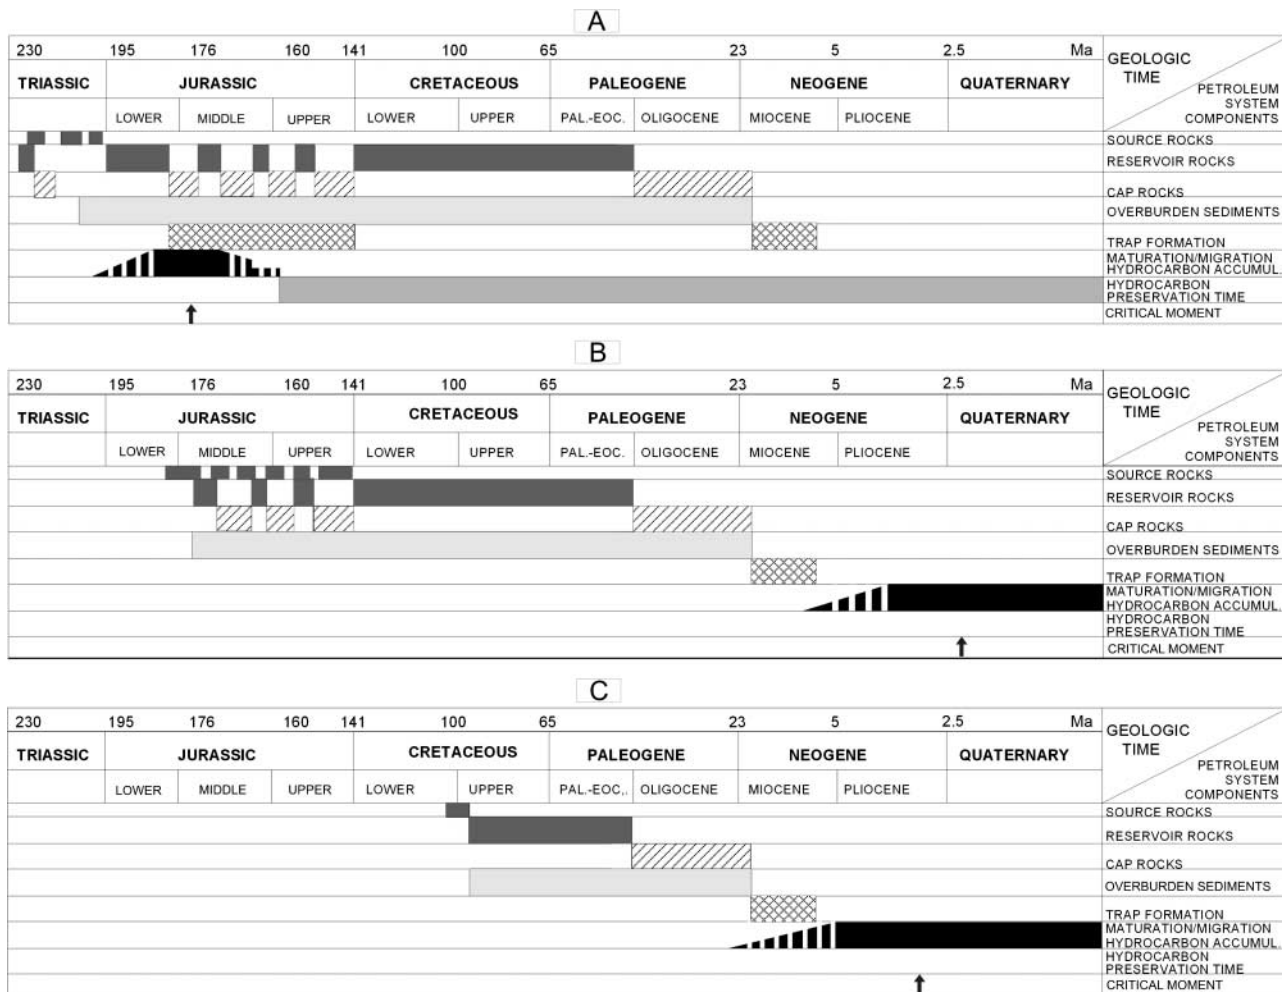 A
230 195 176 160 141 100 65 23 5 2.5 Ma
GEOLOGIC
TIME
TRIASSIC JURASSIC CRETACEOUS PALEOGENE NEOGENE QUATERNARY
PETROLEUM
SYSTEM
COMPONENTS
LOWER MIDDLE UPPER LOWER UPPER PAL.-EOC. OLIGOCENE MIOCENE PLIOCENE
SOURCE ROCKS
RESERVOIR ROCKS
CAP ROCKS
OVERBURDEN SEDIMENTS
TRAP FORMATION
MATURATION/MIGRATION
HYDROCARBON ACCUMUL.
HYDROCARBON
PRESERVATION TIME
CRITICAL MOMENT
B
230 195 176 160 141 100 65 23 5 2.5 Ma
GEOLOGIC
TIME
TRIASSIC JURASSIC CRETACEOUS PALEOGENE NEOGENE QUATERNARY
PETROLEUM
SYSTEM
COMPONENTS
LOWER MIDDLE UPPER LOWER UPPER PAL.-EOC. OLIGOCENE MIOCENE PLIOCENE
SOURCE ROCKS
RESERVOIR ROCKS
CAP ROCKS
OVERBURDEN SEDIMENTS
TRAP FORMATION
MATURATION/MIGRATION
HYDROCARBON ACCUMUL.
HYDROCARBON
PRESERVATION TIME
CRITICAL MOMENT
C
230 195 176 160 141 100 65 23 5 2.5 Ma
GEOLOGIC
TIME
TRIASSIC JURASSIC CRETACEOUS PALEOGENE NEOGENE QUATERNARY
PETROLEUM
SYSTEM
COMPONENTS
LOWER MIDDLE UPPER LOWER UPPER PAL.-EOC,. OLIGOCENE MIOCENE PLIOCENE
SOURCE ROCKS
RESERVOIR ROCKS
CAP ROCKS
OVERBURDEN SEDIMENTS
TRAP FORMATION
MATURATION/MIGRATION
HYDROCARBON ACCUMUL.
HYDROCARBON
PRESERVATION TIME
CRITICAL MOMENT